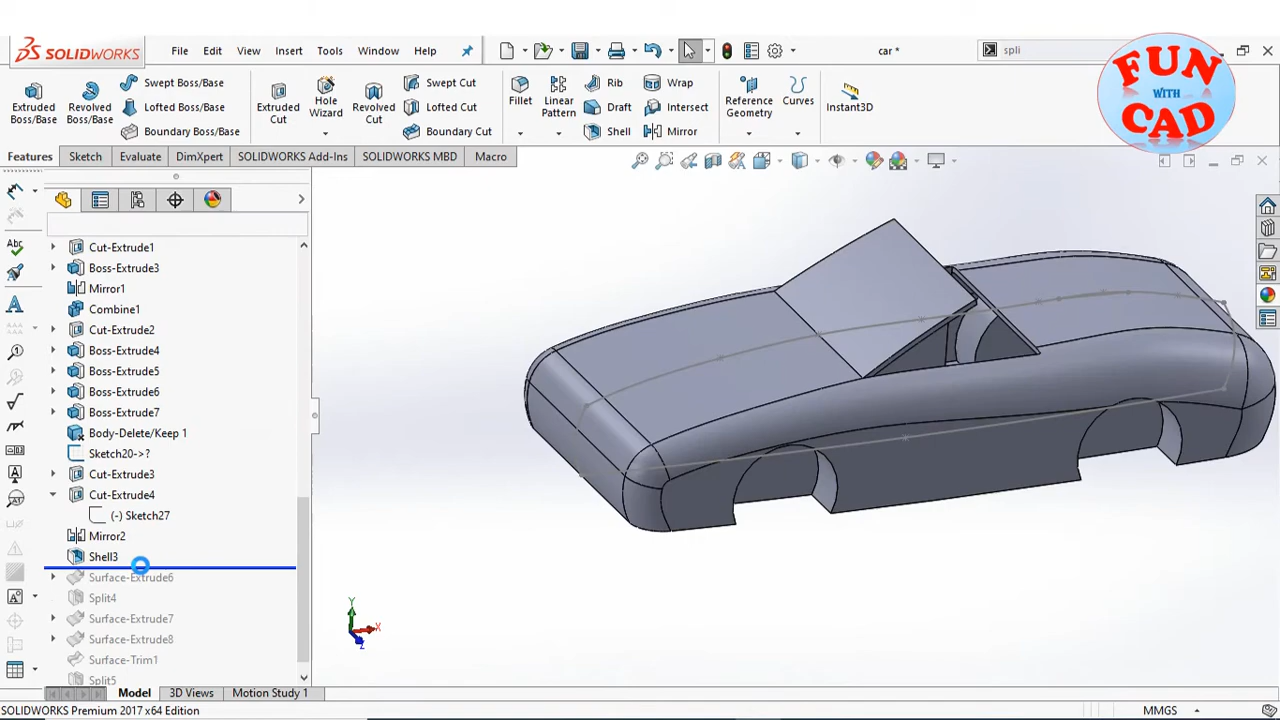 SOLIDWORKS
File Edit View Insert Tools Window Help
car *
spli
FUN
WITH
CAD
Extruded Boss/Base
Revolved Boss/Base
Swept Boss/Base
Lofted Boss/Base
Boundary Boss/Base
Extruded Cut
Hole Wizard
Revolved Cut
Swept Cut
Lofted Cut
Boundary Cut
Fillet
Linear Pattern
Rib
Draft
Shell
Wrap
Intersect
Mirror
Reference Geometry
Curves
Instant3D
Features Sketch Evaluate DimXpert SOLIDWORKS Add-Ins SOLIDWORKS MBD Macro
Cut-Extrude1
Boss-Extrude3
Mirror1
Combine1
Cut-Extrude2
Boss-Extrude4
Boss-Extrude5
Boss-Extrude6
Boss-Extrude7
Body-Delete/Keep 1
Sketch20->?
Cut-Extrude3
Cut-Extrude4
(-) Sketch27
Mirror2
Shell3
Surface-Extrude6
Split4
Surface-Extrude7
Surface-Extrude8
Surface-Trim1
Split5
Y
X
Z
Model 3D Views Motion Study 1
SOLIDWORKS Premium 2017 x64 Edition
MMGS